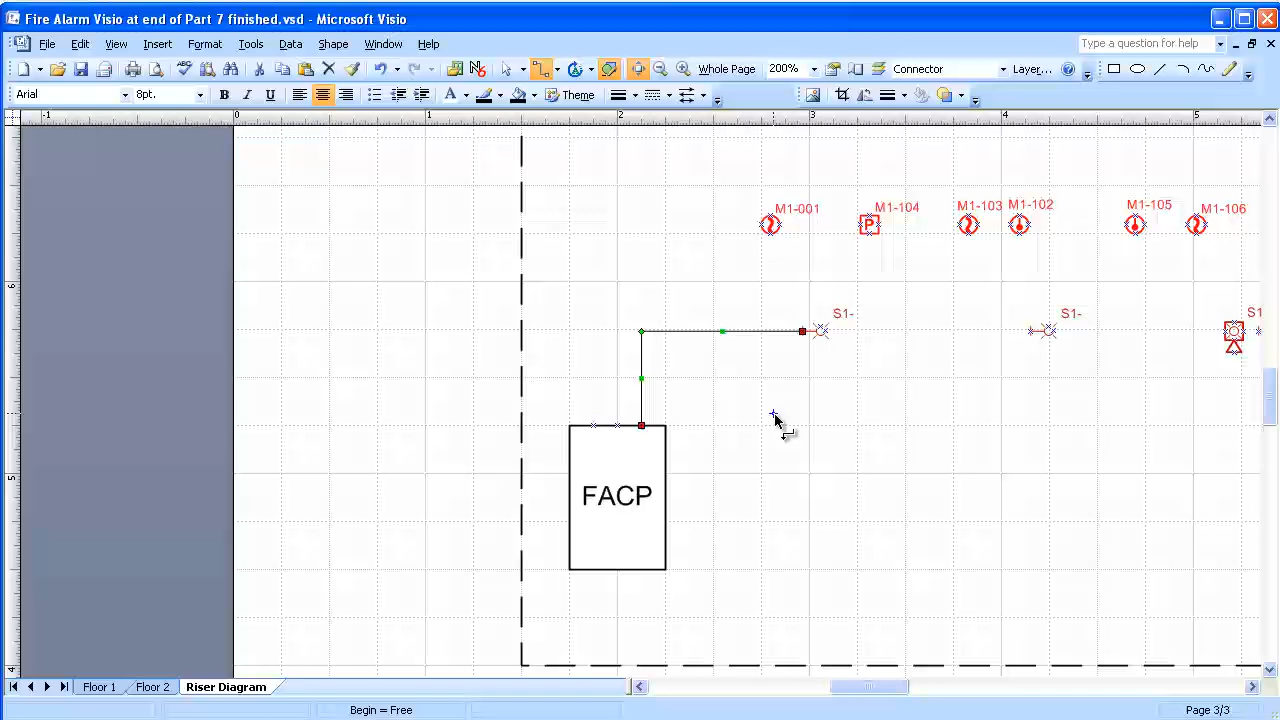 Fire Alarm Visio at end of Part 7 finished.vsd - Microsoft Visio
File Edit View Insert Format Tools Data Shape Window Help Type a question for help
Whole Page 200% Connector Layer...
Arial 8pt. B I U A Theme
-1 0 1 2 3 4 5
M1-001 M1-104 M1-103 M1-102 M1-105 M1-106
P
6
S1- S1- S1
5
FACP
4
Floor 1 Floor 2 Riser Diagram
Begin = Free Page 3/3